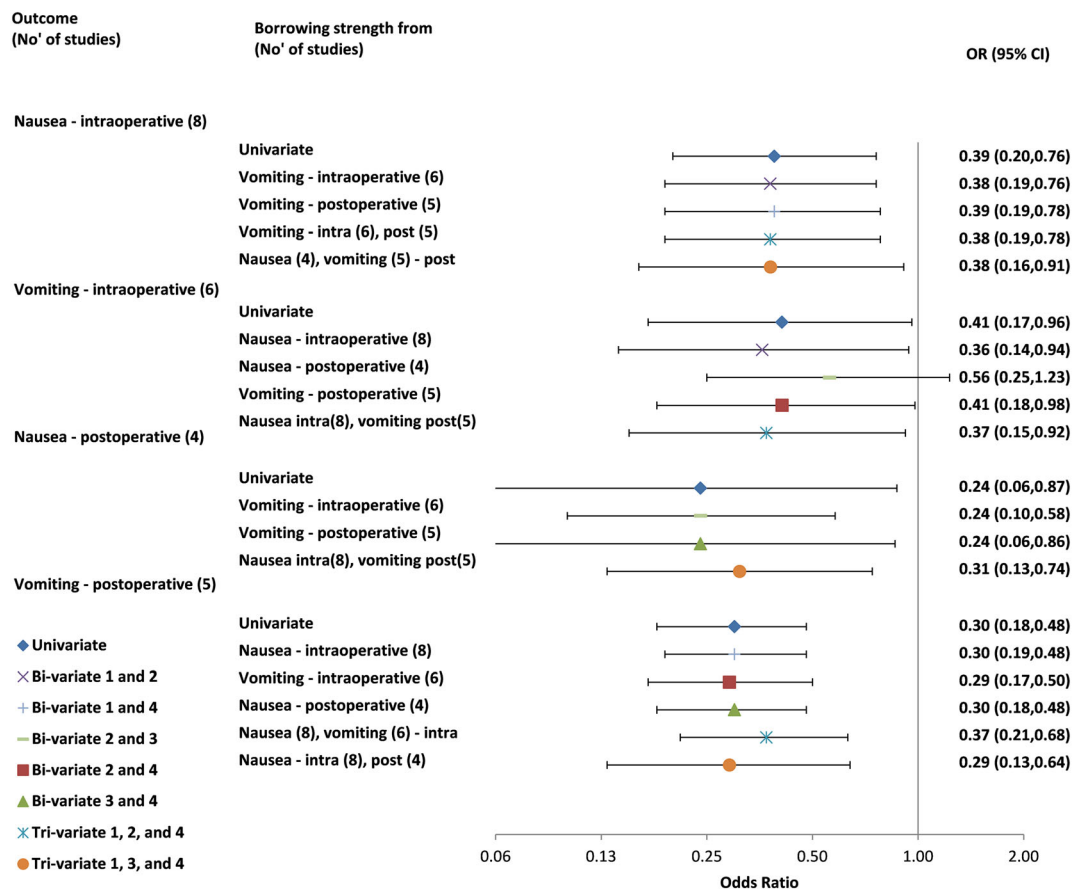 Outcome
(No' of studies)
Borrowing strength from
(No' of studies)
OR (95% CI)
Nausea - intraoperative (8)
Univariate 0.39 (0.20,0.76)
Vomiting - intraoperative (6) 0.38 (0.19,0.76)
Vomiting - postoperative (5) 0.39 (0.19,0.78)
Vomiting - intra (6), post (5) 0.38 (0.19,0.78)
Nausea (4), vomiting (5) - post 0.38 (0.16,0.91)
Vomiting - intraoperative (6)
Univariate 0.41 (0.17,0.96)
Nausea - intraoperative (8) 0.36 (0.14,0.94)
Nausea - postoperative (4) 0.56 (0.25,1.23)
Vomiting - postoperative (5) 0.41 (0.18,0.98)
Nausea intra(8), vomiting post(5) 0.37 (0.15,0.92)
Nausea - postoperative (4)
Univariate 0.24 (0.06,0.87)
Vomiting - intraoperative (6) 0.24 (0.10,0.58)
Vomiting - postoperative (5) 0.24 (0.06,0.86)
Nausea intra(8), vomiting post(5) 0.31 (0.13,0.74)
Vomiting - postoperative (5)
Univariate 0.30 (0.18,0.48)
Nausea - intraoperative (8) 0.30 (0.19,0.48)
Vomiting - intraoperative (6) 0.29 (0.17,0.50)
Nausea - postoperative (4) 0.30 (0.18,0.48)
Nausea (8), vomiting (6) - intra 0.37 (0.21,0.68)
Nausea - intra (8), post (4) 0.29 (0.13,0.64)
Univariate
Bi-variate 1 and 2
Bi-variate 1 and 4
Bi-variate 2 and 3
Bi-variate 2 and 4
Bi-variate 3 and 4
Tri-variate 1, 2, and 4
Tri-variate 1, 3, and 4
0.06 0.13 0.25 0.50 1.00 2.00
Odds Ratio